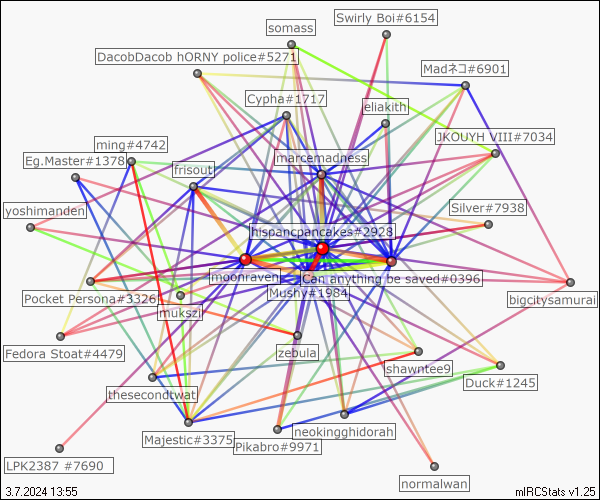 Swirly Boi#6154
somass
DacobDacob hORNY police#5271
Madネコ#6901
Cypha#1717
eliakith
JKOUYH VIII#7034
ming#4742
marcemadness
Eg.Master#1378
frisout
Silver#7938
yoshimanden
hispancpancakes#2928
moonraven
Can anything be saved#0396
Mushy#1984
Pocket Persona#3326
bigcitysamurai
mukszii
Fedora Stoat#4479
zebula
shawntee9
Duck#1245
thesecondtwat
neokingghidorah
Majestic#3375
Pikabro#9971
LPK2387 #7690
normalwan
3.7.2024 13:55
mIRCStats v1.25